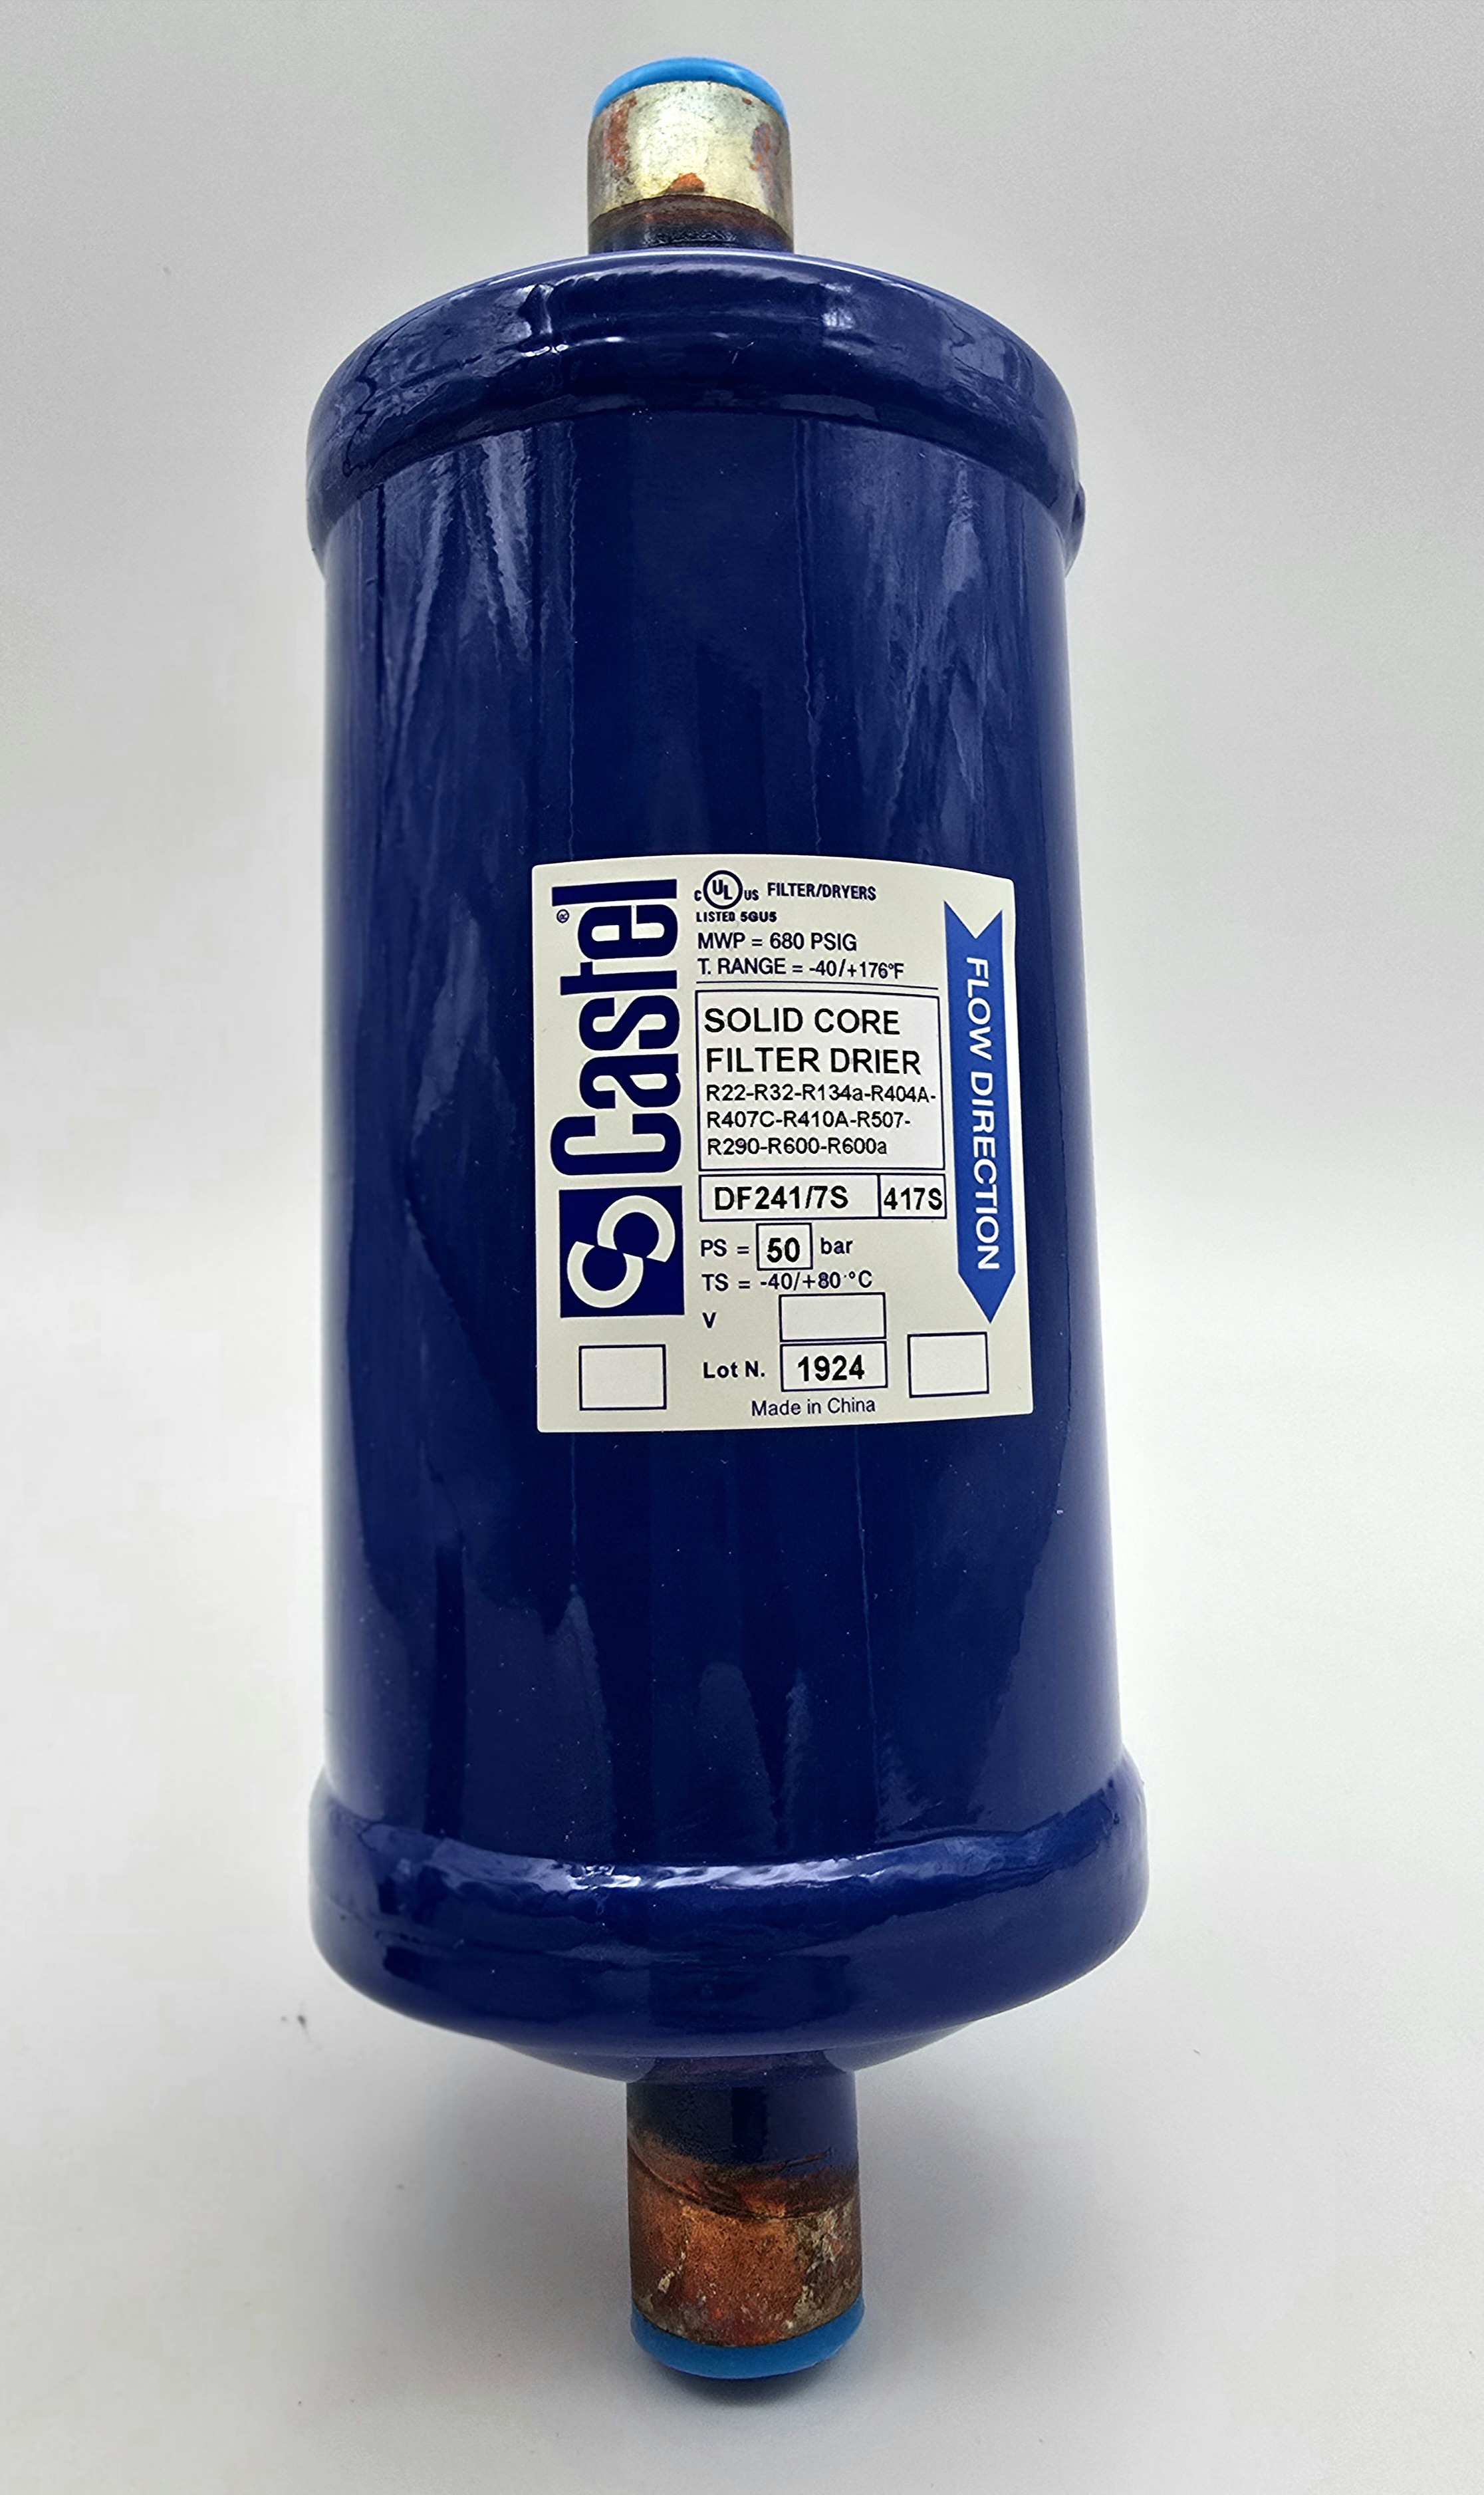 Castel
c UL us FILTER/DRYERS
LISTED 5GU5
MWP = 680 PSIG
T. RANGE = -40/+176°F
SOLID CORE
FILTER DRIER
R22-R32-R134a-R404A-
R407C-R410A-R507-
R290-R600-R600a
DF241/7S 417S
PS = 50 bar
TS = -40/+80 °C
V
Lot N. 1924
Made in China
FLOW DIRECTION